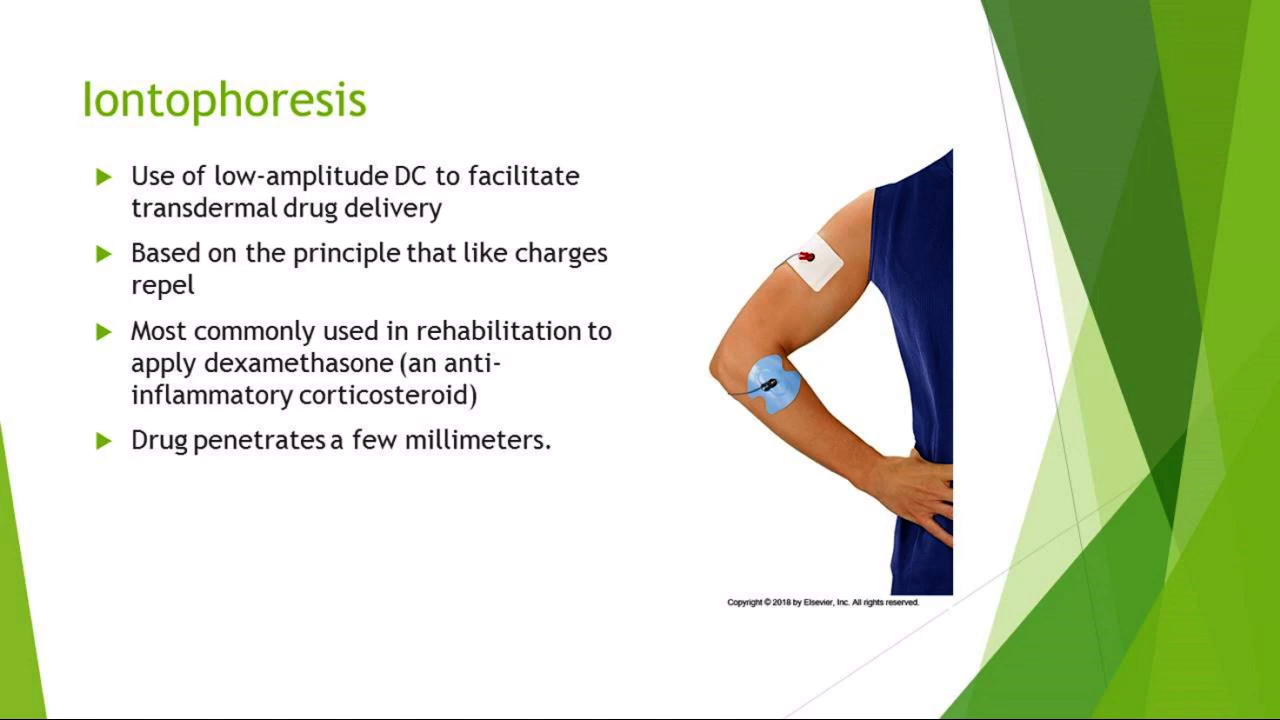 Iontophoresis
Use of low-amplitude DC to facilitate
transdermal drug delivery
Based on the principle that like charges
repel
Most commonly used in rehabilitation to
apply dexamethasone (an anti-
inflammatory corticosteroid)
Drug penetrates a few millimeters.
Copyright © 2018 by Elsevier, Inc. All rights reserved.